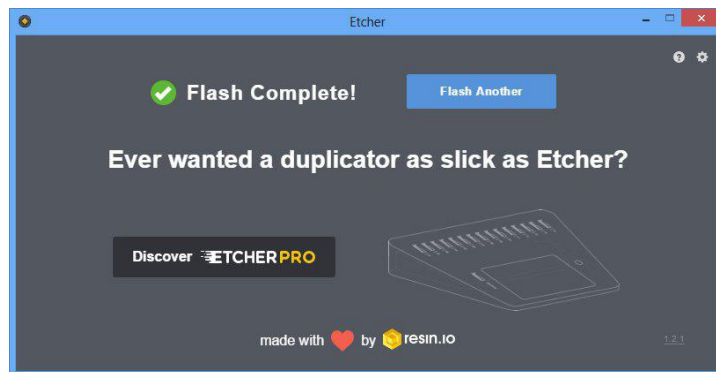 Etcher
Flash Complete!
Flash Another
Ever wanted a duplicator as slick as Etcher?
Discover ETCHERPRO
made with by resin.io
1.2.1